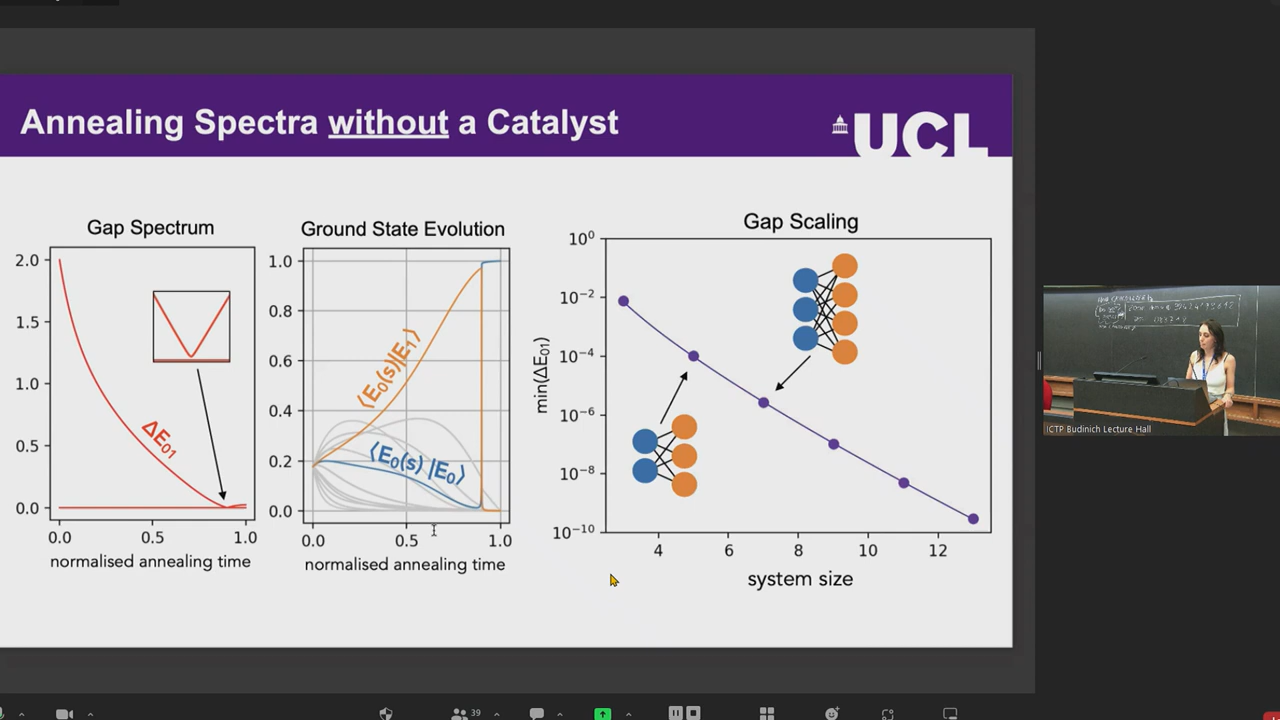 Annealing Spectra without a Catalyst
UCL
Gap Spectrum
2.0
1.5
1.0
0.5
0.0
ΔE₀₁
0.0 0.5 1.0
normalised annealing time
Ground State Evolution
1.0
0.8
0.6
0.4
0.2
0.0
⟨E₀(s)|E₁⟩
⟨E₀(s) |E₀⟩
0.0 0.5 1.0
normalised annealing time
Gap Scaling
10⁰
10⁻²
10⁻⁴
10⁻⁶
10⁻⁸
10⁻¹⁰
min(ΔE₀₁)
4 6 8 10 12
system size
ICTP Budinich Lecture Hall
39